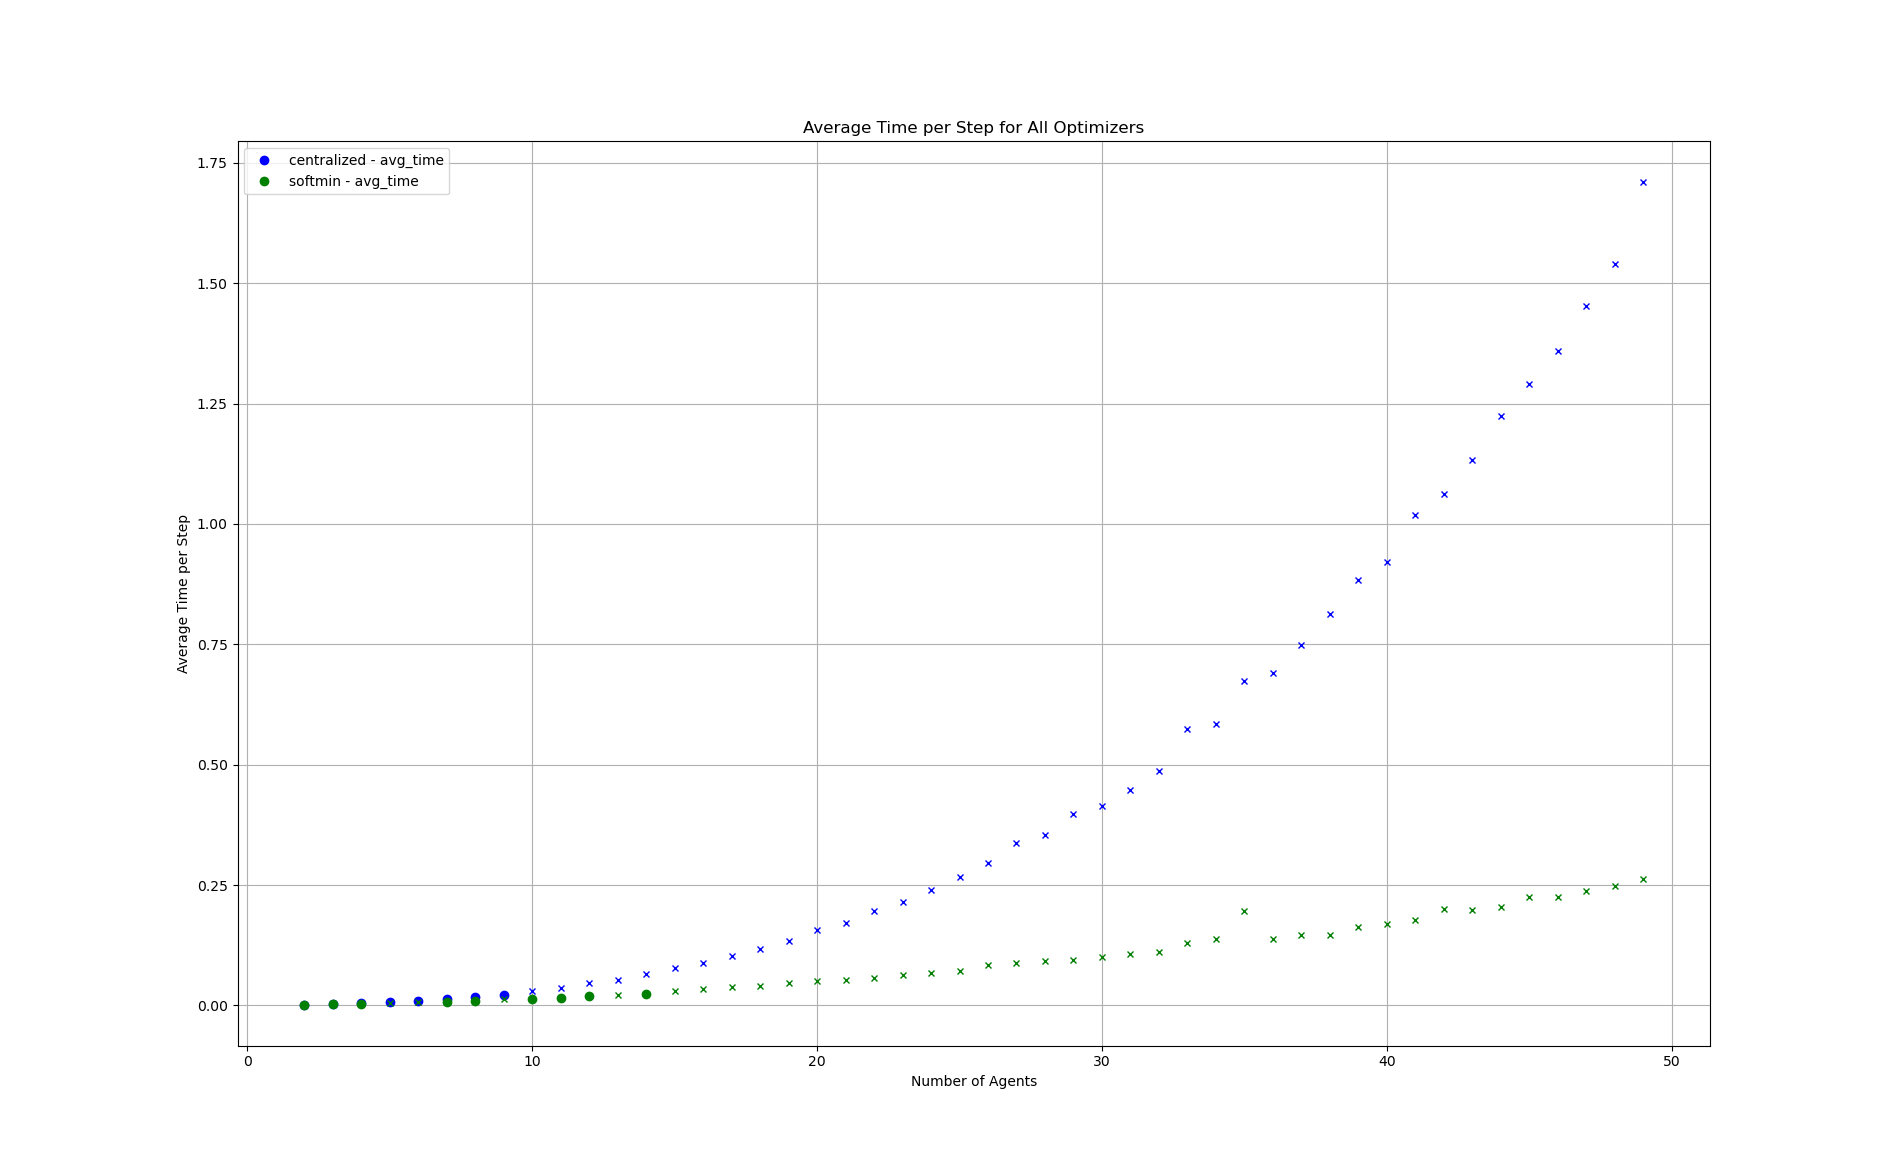 Average Time per Step for All Optimizers
centralized - avg_time
softmin - avg_time
Average Time per Step
1.75
1.50
1.25
1.00
0.75
0.50
0.25
0.00
0 10 20 30 40 50
Number of Agents